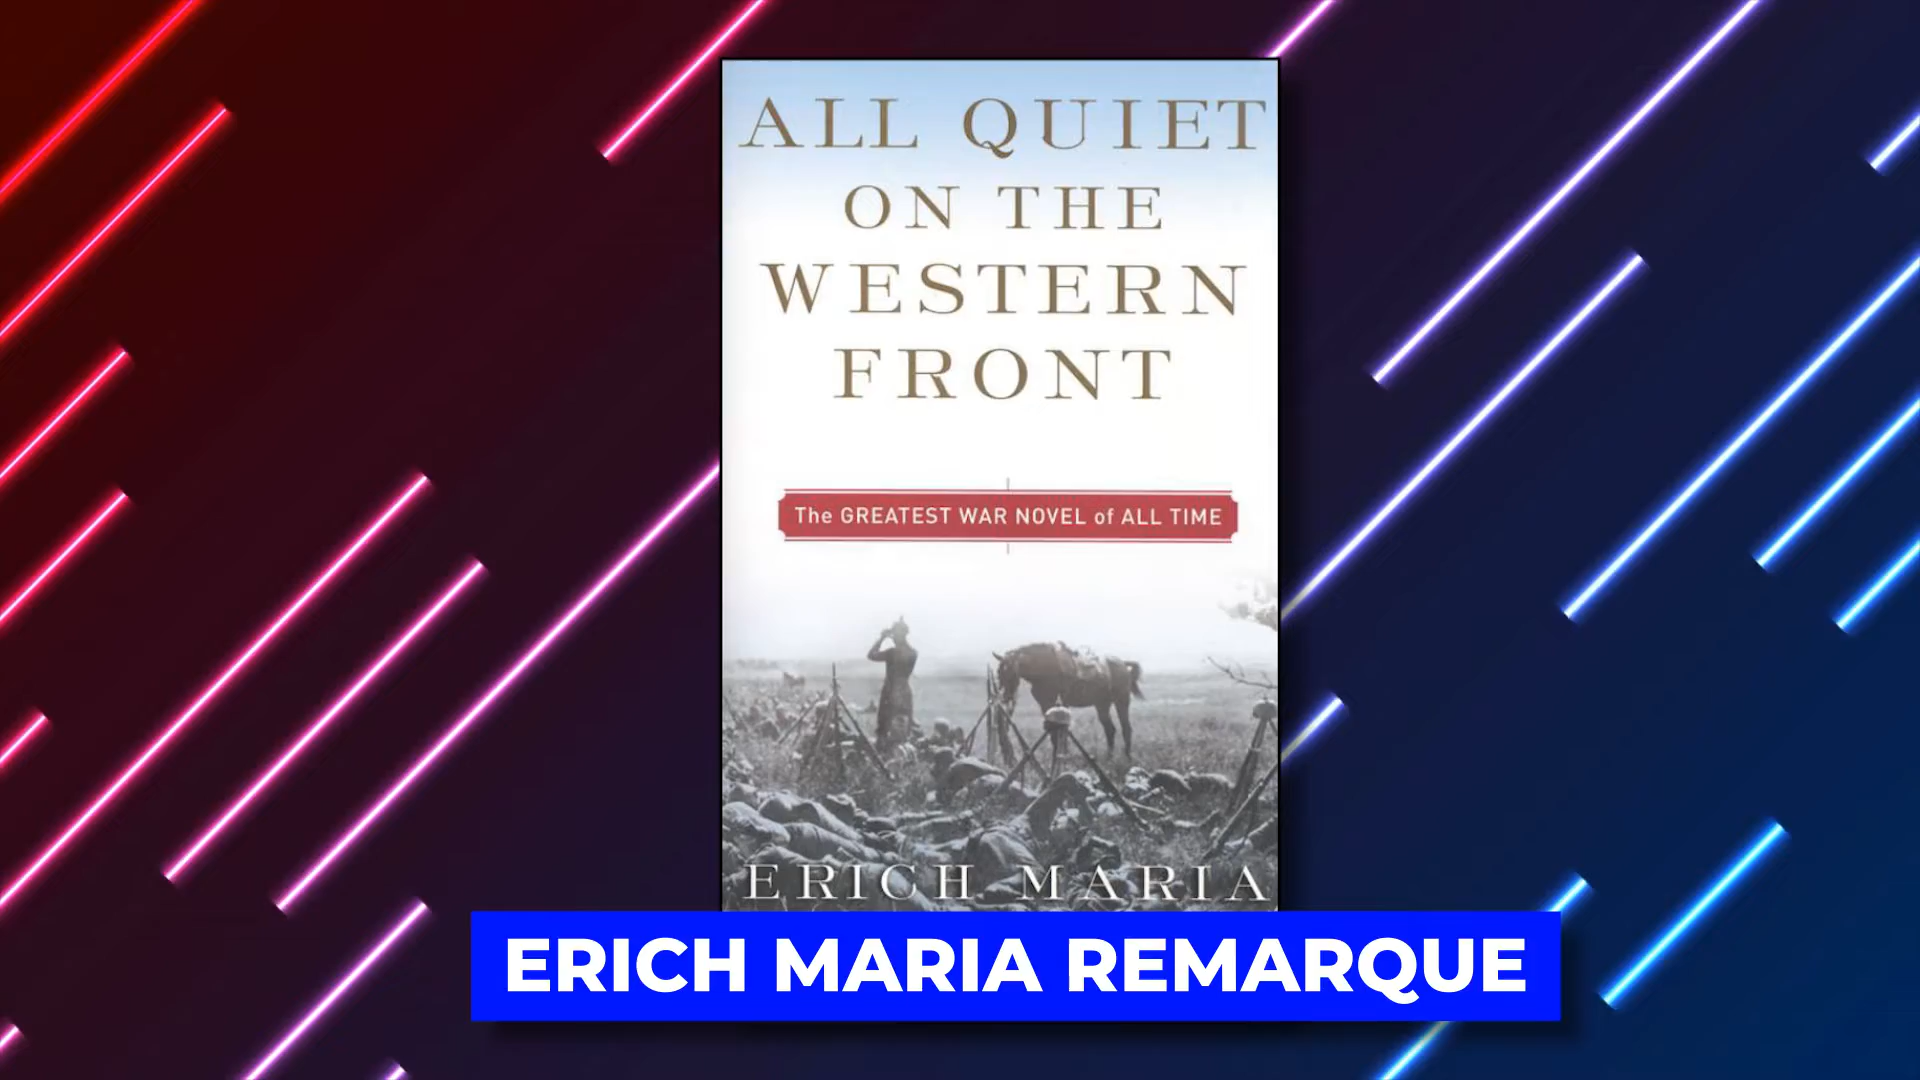 ALL QUIET
ON THE
WESTERN
FRONT
The GREATEST WAR NOVEL of ALL TIME
ERICH MARIA
ERICH MARIA REMARQUE